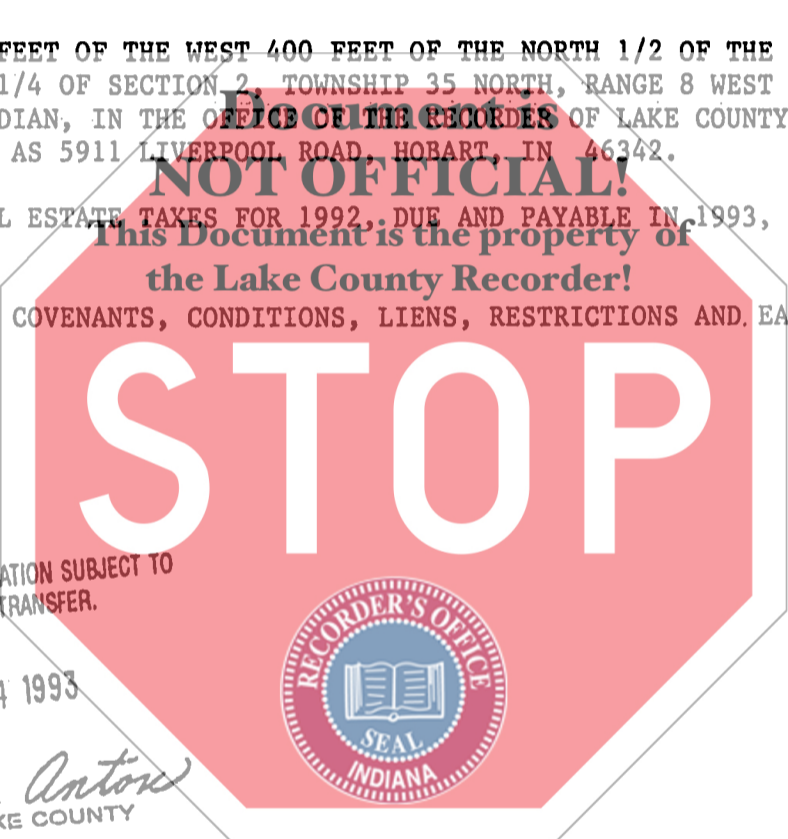 FEET OF THE WEST 400 FEET OF THE NORTH 1/2 OF THE
1/4 OF SECTION 2, TOWNSHIP 35 NORTH, RANGE 8 WEST
Document is
DIAN, IN THE OFFICE OF THE RECORDER OF LAKE COUNTY
AS 5911 LIVERPOOL ROAD, HOBART, IN 46342.
NOT OFFICIAL!
L ESTATE TAXES FOR 1992, DUE AND PAYABLE IN 1993,
This Document is the property of
the Lake County Recorder!
COVENANTS, CONDITIONS, LIENS, RESTRICTIONS AND EA
STOP
ATION SUBJECT TO
TRANSFER.
RECORDER'S OFFICE
4 1993
SEAL
INDIANA
Anton
KE COUNTY